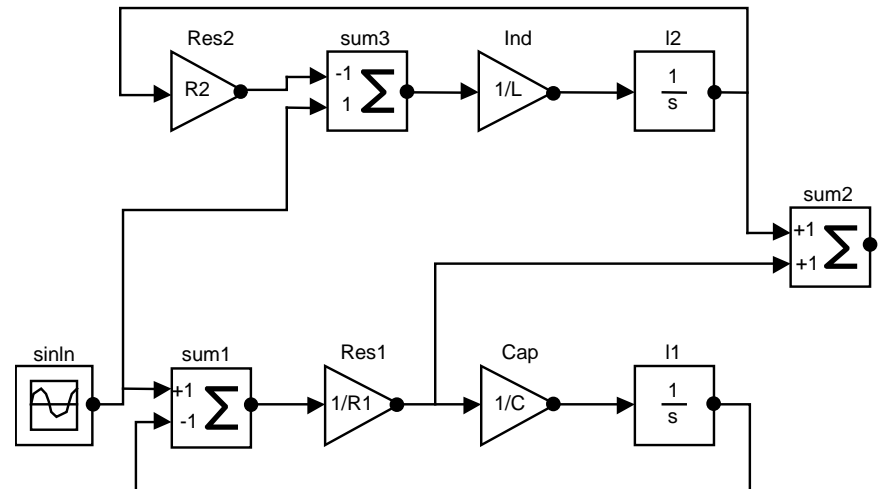 Res2
sum3
Ind
I2
R2
-1
1
Σ
1/L
1
s
sum2
+1
+1
Σ
sinIn
sum1
Res1
Cap
I1
+1
-1
Σ
1/R1
1/C
1
s